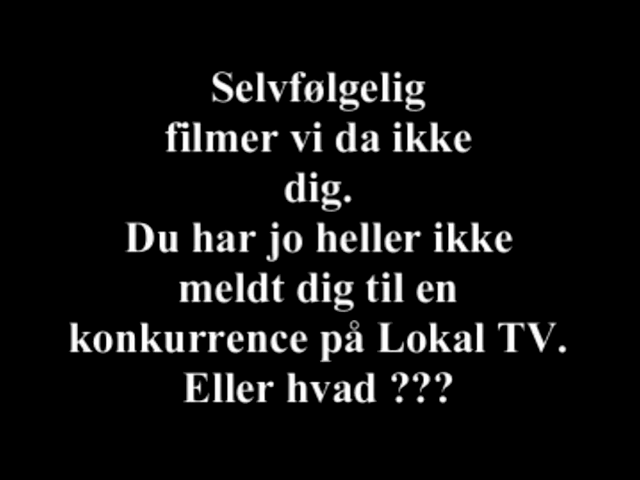 Selvfølgelig
filmer vi da ikke
dig.
Du har jo heller ikke
meldt dig til en
konkurrence på Lokal TV.
Eller hvad ???